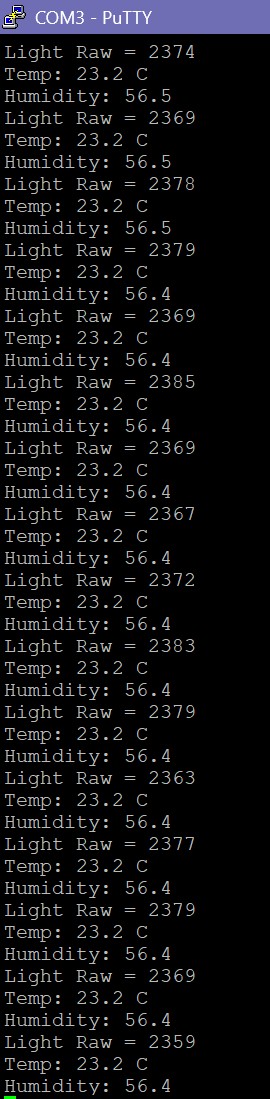 COM3 - PuTTY
Light Raw = 2374
Temp: 23.2 C
Humidity: 56.5
Light Raw = 2369
Temp: 23.2 C
Humidity: 56.5
Light Raw = 2378
Temp: 23.2 C
Humidity: 56.5
Light Raw = 2379
Temp: 23.2 C
Humidity: 56.4
Light Raw = 2369
Temp: 23.2 C
Humidity: 56.4
Light Raw = 2385
Temp: 23.2 C
Humidity: 56.4
Light Raw = 2369
Temp: 23.2 C
Humidity: 56.4
Light Raw = 2367
Temp: 23.2 C
Humidity: 56.4
Light Raw = 2372
Temp: 23.2 C
Humidity: 56.4
Light Raw = 2383
Temp: 23.2 C
Humidity: 56.4
Light Raw = 2379
Temp: 23.2 C
Humidity: 56.4
Light Raw = 2363
Temp: 23.2 C
Humidity: 56.4
Light Raw = 2377
Temp: 23.2 C
Humidity: 56.4
Light Raw = 2379
Temp: 23.2 C
Humidity: 56.4
Light Raw = 2369
Temp: 23.2 C
Humidity: 56.4
Light Raw = 2359
Temp: 23.2 C
Humidity: 56.4